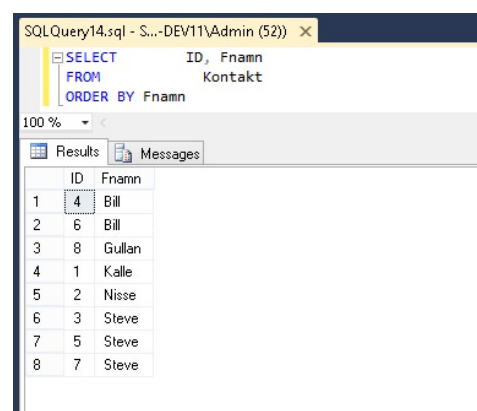 SQLQuery14.sql - S...-DEV11\Admin (52))
SELECT ID, Fnamn
FROM Kontakt
ORDER BY Fnamn
100 %
Results Messages
ID Fnamn
1 4 Bill
2 6 Bill
3 8 Gullan
4 1 Kalle
5 2 Nisse
6 3 Steve
7 5 Steve
8 7 Steve